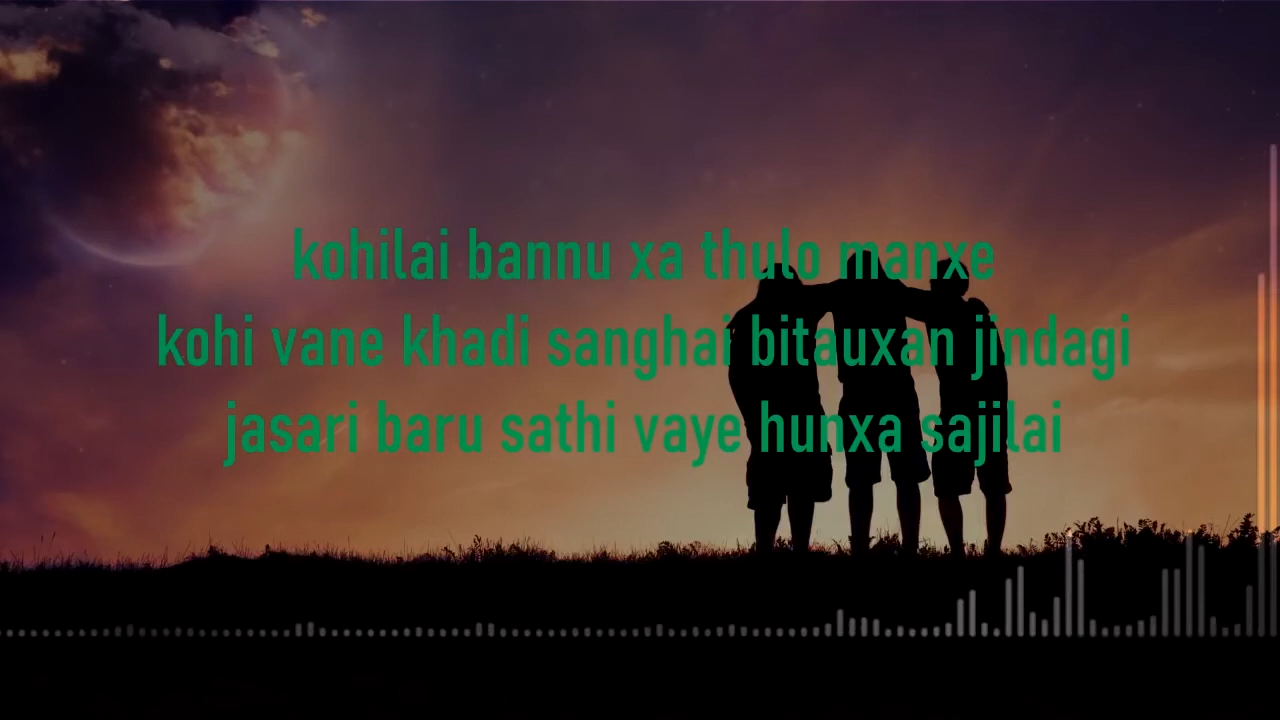 kohilai bannu xa thulo manxe
kohi vane khadi sanghai bitauxan jindagi
jasari baru sathi vaye hunxa sajilai